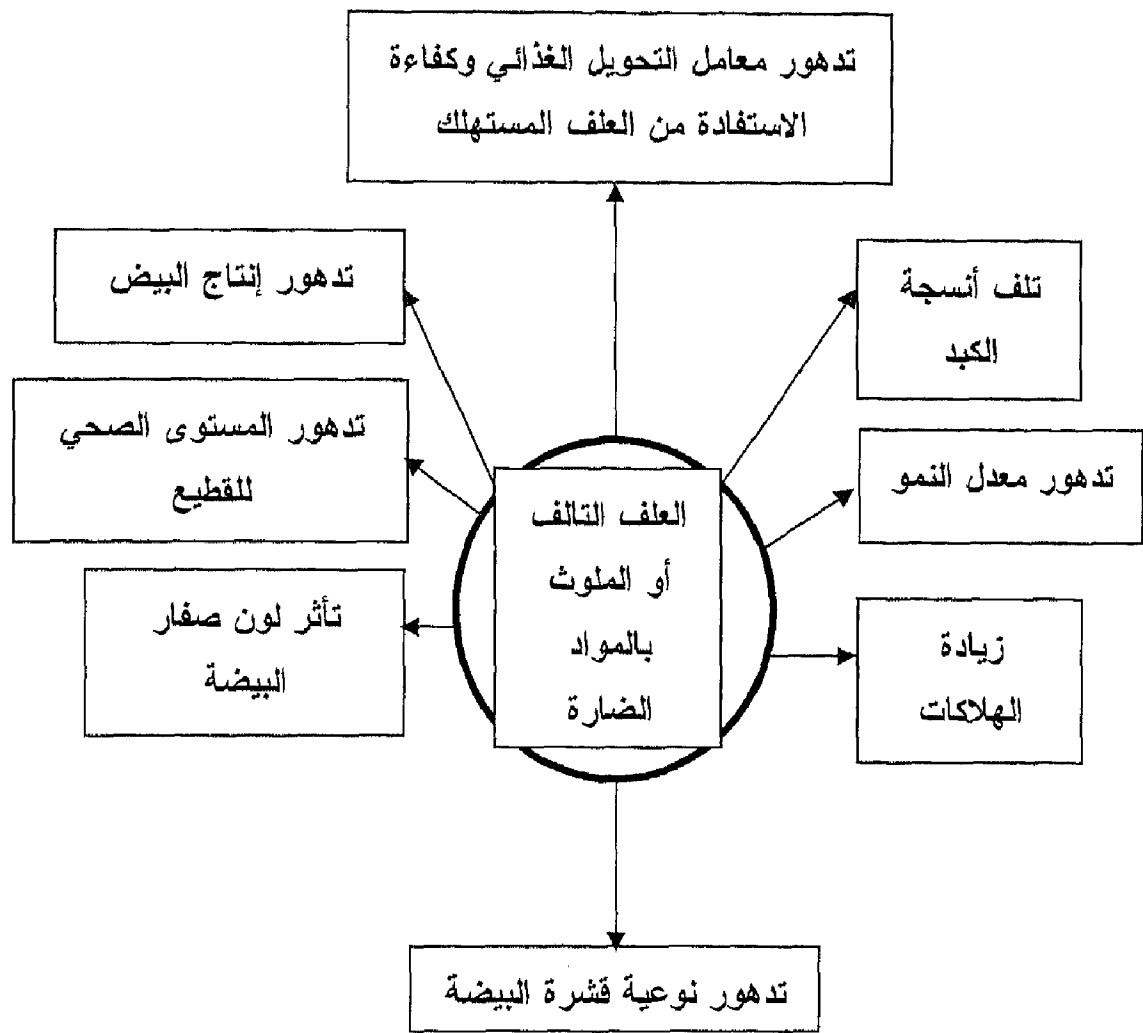 تدهور معامل التحويل الغذائي وكفاءة
الاستفادة من العلف المستهلك
تلف أنسجة
الكبد
تدهور إنتاج البيض
تدهور معدل النمو
تدهور المستوى الصحي
للقطيع
العلف التالف
أو الملوث
بالمواد
الضارة
زيادة
الهلاكات
تأثر لون صفار
البيضة
تدهور نوعية قشرة البيضة